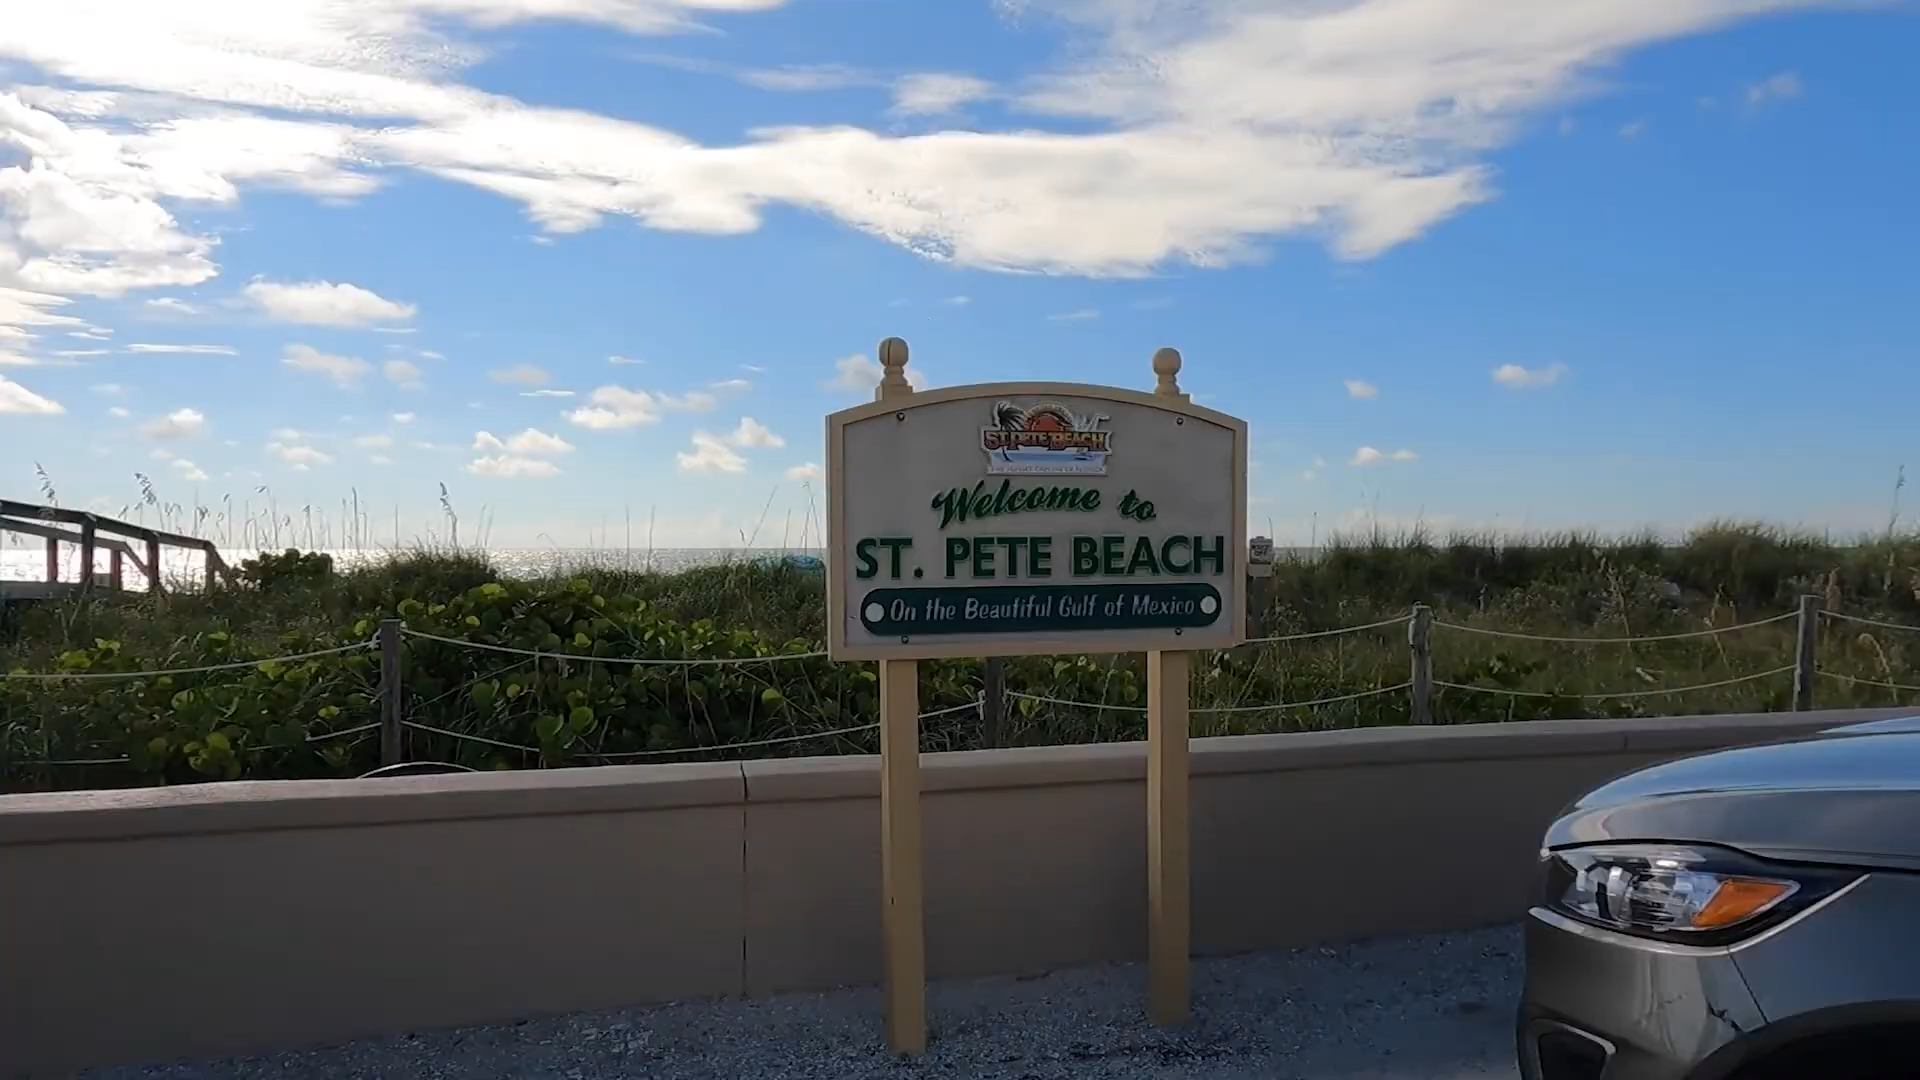 ST. PETE BEACH
Welcome to
ST. PETE BEACH
On the Beautiful Gulf of Mexico